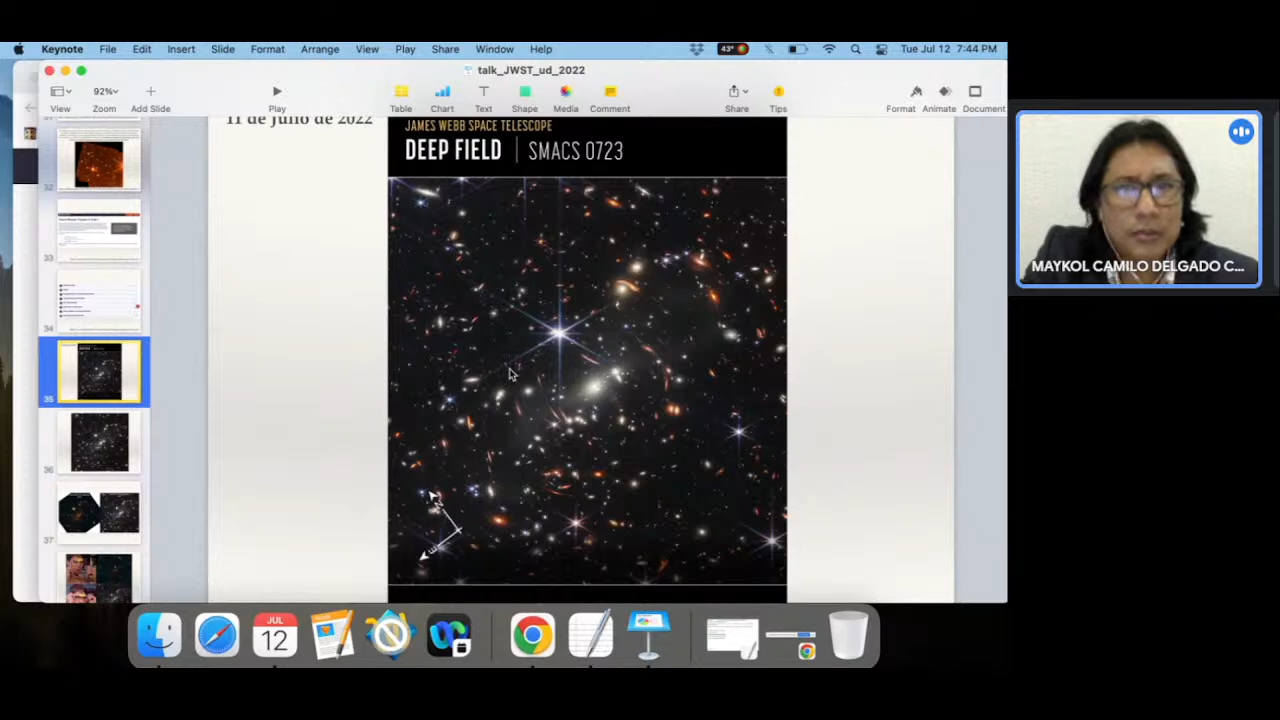 Keynote File Edit Insert Slide Format Arrange View Play Share Window Help 43° Tue Jul 12 7:44 PM
talk_JWST_ud_2022
92%
View Zoom Add Slide Play Table Chart Text Shape Media Comment Share Tips Format Animate Document
11 de julio de 2022
JAMES WEBB SPACE TELESCOPE
DEEP FIELD | SMACS 0723
32
33
34
35
36
37
N
E
MAYKOL CAMILO DELGADO C...
JUL
12